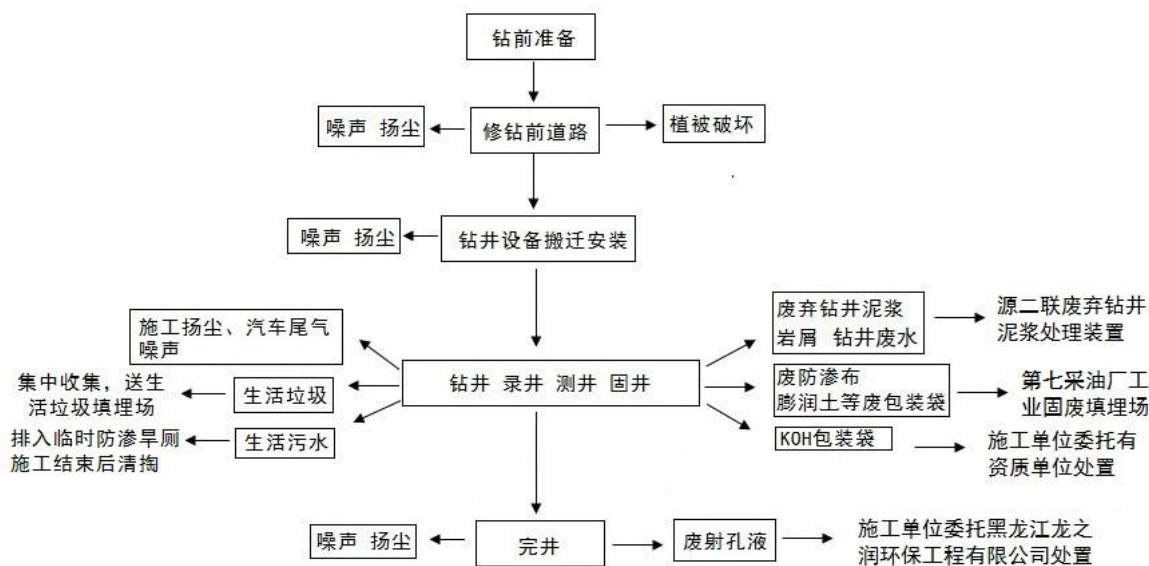 钻前准备
噪声 扬尘
修钻前道路
植被破坏
噪声 扬尘
钻井设备搬迁安装
施工扬尘、汽车尾气
噪声
废弃钻井泥浆
岩屑 钻井废水
源二联废弃钻井
泥浆处理装置
集中收集，送生
活垃圾填埋场
生活垃圾
钻井 录井 测井 固井
废防渗布
膨润土等废包装袋
第七采油厂工
业固废填埋场
排入临时防渗旱厕
施工结束后清掏
生活污水
KOH包装袋
施工单位委托有
资质单位处置
噪声 扬尘
完井
废射孔液
施工单位委托黑龙江龙之
润环保工程有限公司处置